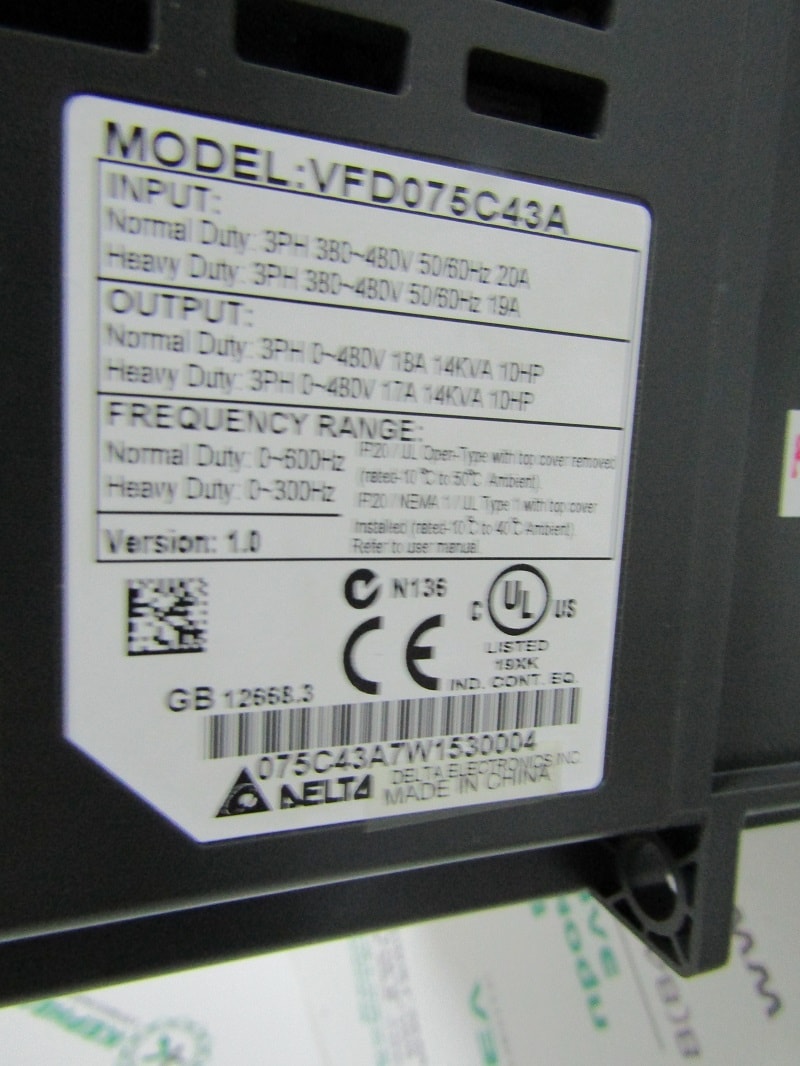 MODEL:VFD075C43A
INPUT:
Normal Duty: 3PH 380~480V 50/60Hz 20A
Heavy Duty: 3PH 380~480V 50/60Hz 19A
OUTPUT:
Normal Duty: 3PH 0~480V 18A 14KVA 10HP
Heavy Duty: 3PH 0~480V 17A 14KVA 10HP
FREQUENCY RANGE:
Normal Duty: 0~600Hz
Heavy Duty: 0~300Hz
IP20 / UL Open-Type with top cover removed
(rated-10℃ to 50℃ Ambient).
IP20 / NEMA 1 / UL Type 1 with top cover
Installed (rated-10℃ to 40℃ Ambient).
Refer to user manual.
Version: 1.0
N136
CE
C UL US
LISTED
19XK
IND. CONT. EQ.
GB 12668.3
075C43A7W1530004
DELTA
DELTA ELECTRONICS INC
MADE IN CHINA